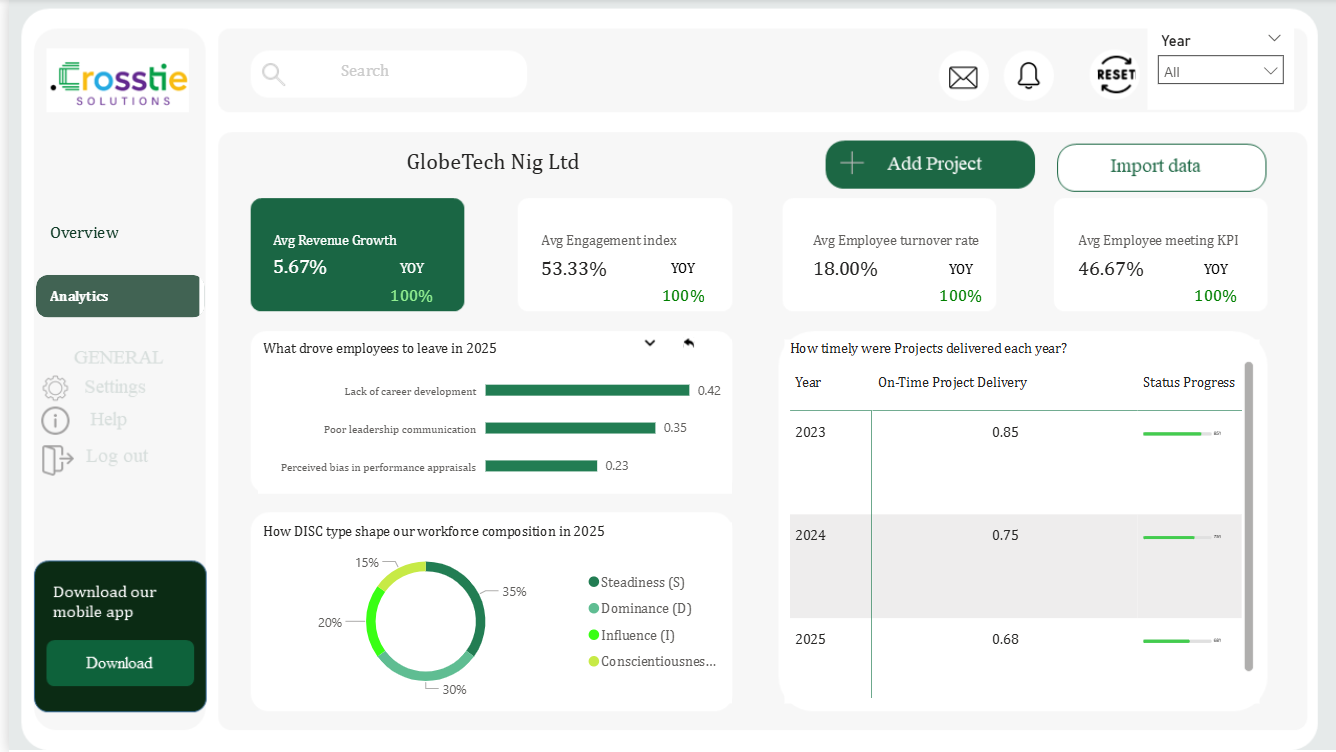 .Crosstie
SOLUTIONS
Search
RESET
Year
All
Overview
Analytics
GENERAL
Settings
Help
Log out
Download our
mobile app
Download
GlobeTech Nig Ltd
Add Project
Import data
Avg Revenue Growth
5.67%
YOY
100%
Avg Engagement index
53.33%
YOY
100%
Avg Employee turnover rate
18.00%
YOY
100%
Avg Employee meeting KPI
46.67%
YOY
100%
What drove employees to leave in 2025
Lack of career development 0.42
Poor leadership communication 0.35
Perceived bias in performance appraisals 0.23
How DISC type shape our workforce composition in 2025
15%
35%
20%
30%
Steadiness (S)
Dominance (D)
Influence (I)
Conscientiousnes...
How timely were Projects delivered each year?
Year On-Time Project Delivery Status Progress
2023 0.85
2024 0.75
2025 0.68